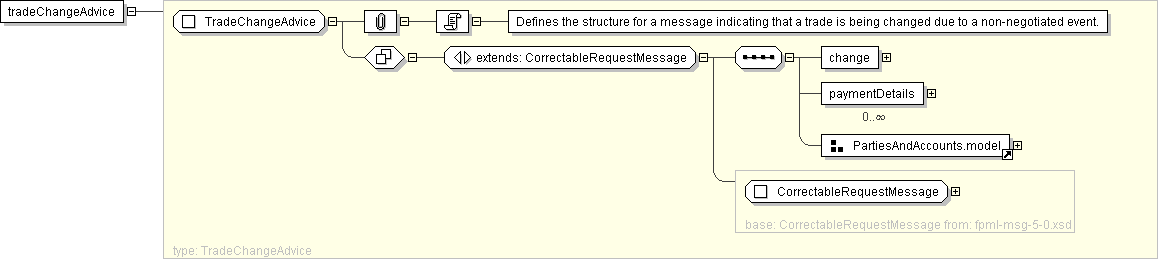 tradeChangeAdvice
TradeChangeAdvice
Defines the structure for a message indicating that a trade is being changed due to a non-negotiated event.
extends: CorrectableRequestMessage
change
paymentDetails
0..∞
PartiesAndAccounts.model
CorrectableRequestMessage
base: CorrectableRequestMessage from: fpml-msg-5-0.xsd
type: TradeChangeAdvice